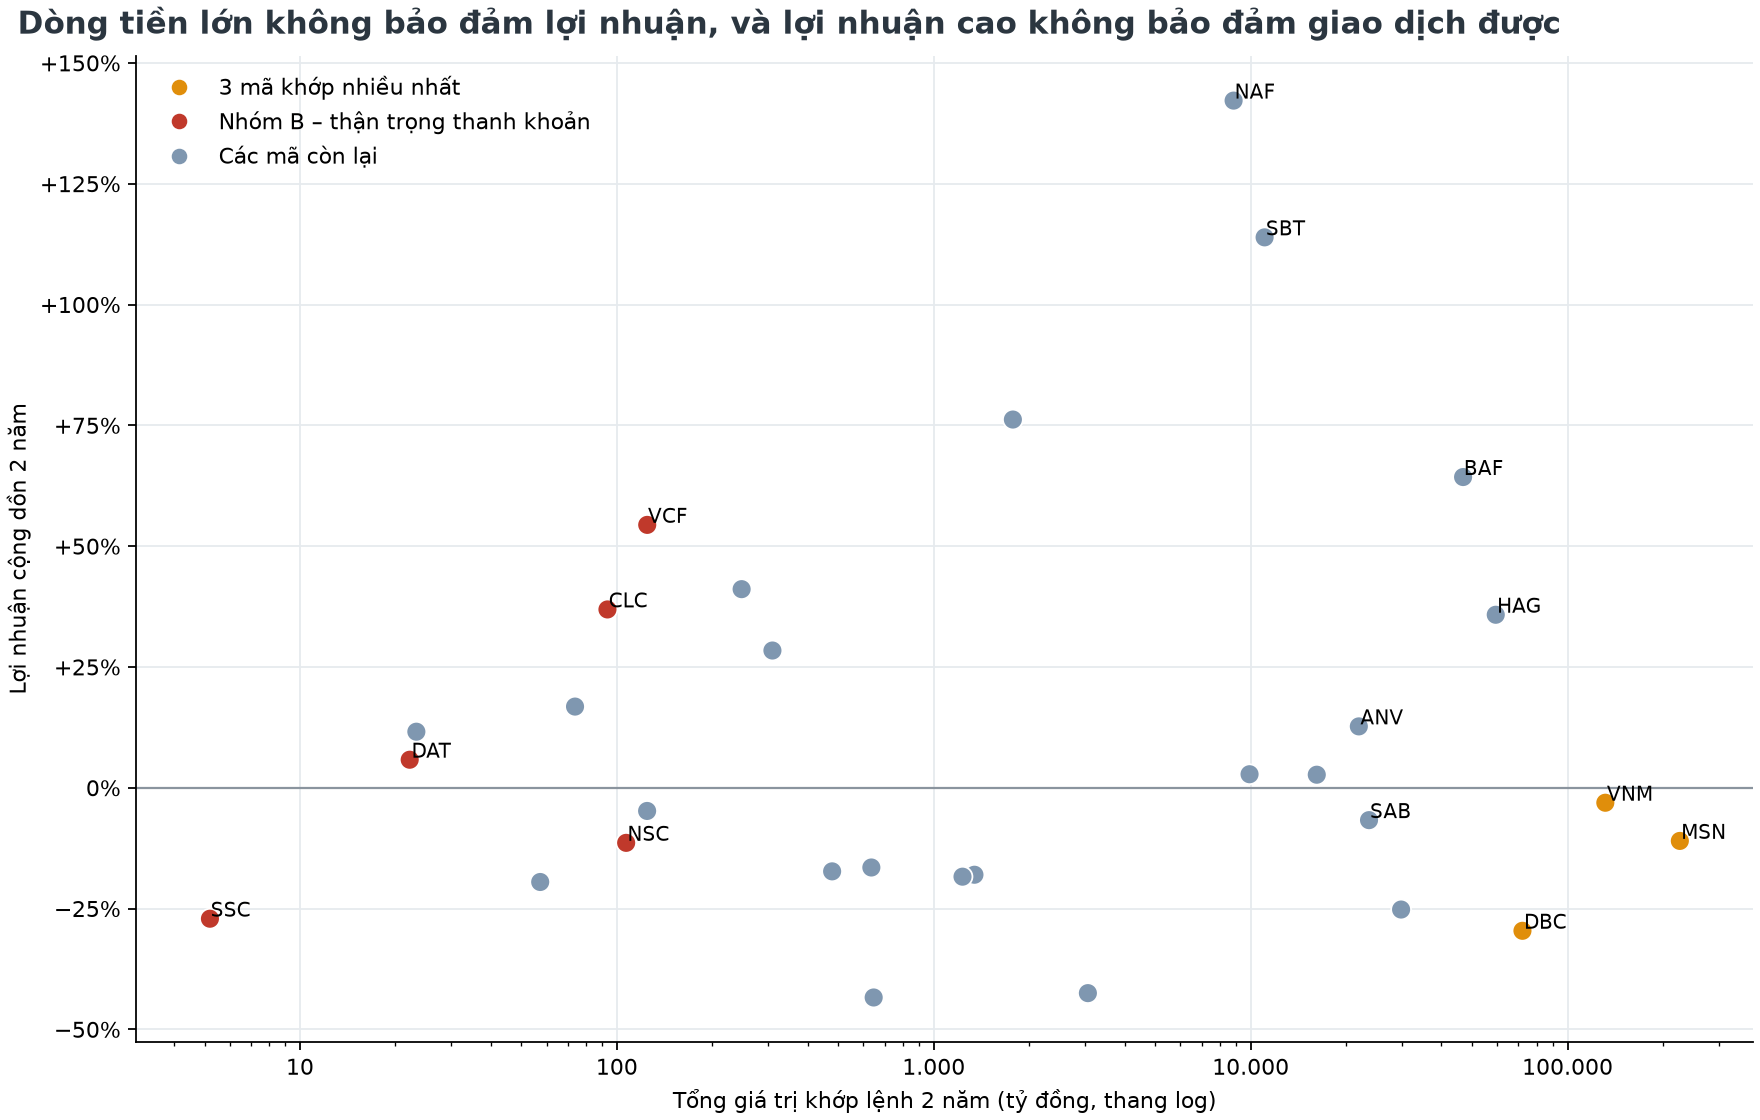 Dòng tiền lớn không bảo đảm lợi nhuận, và lợi nhuận cao không bảo đảm giao dịch được
+150%
+125%
+100%
+75%
+50%
+25%
0%
−25%
−50%
Lợi nhuận cộng dồn 2 năm
3 mã khớp nhiều nhất
Nhóm B – thận trọng thanh khoản
Các mã còn lại
NAF
SBT
BAF
VCF
CLC
HAG
ANV
DAT
VNM
SAB
MSN
NSC
SSC
DBC
10
100
1.000
10.000
100.000
Tổng giá trị khớp lệnh 2 năm (tỷ đồng, thang log)